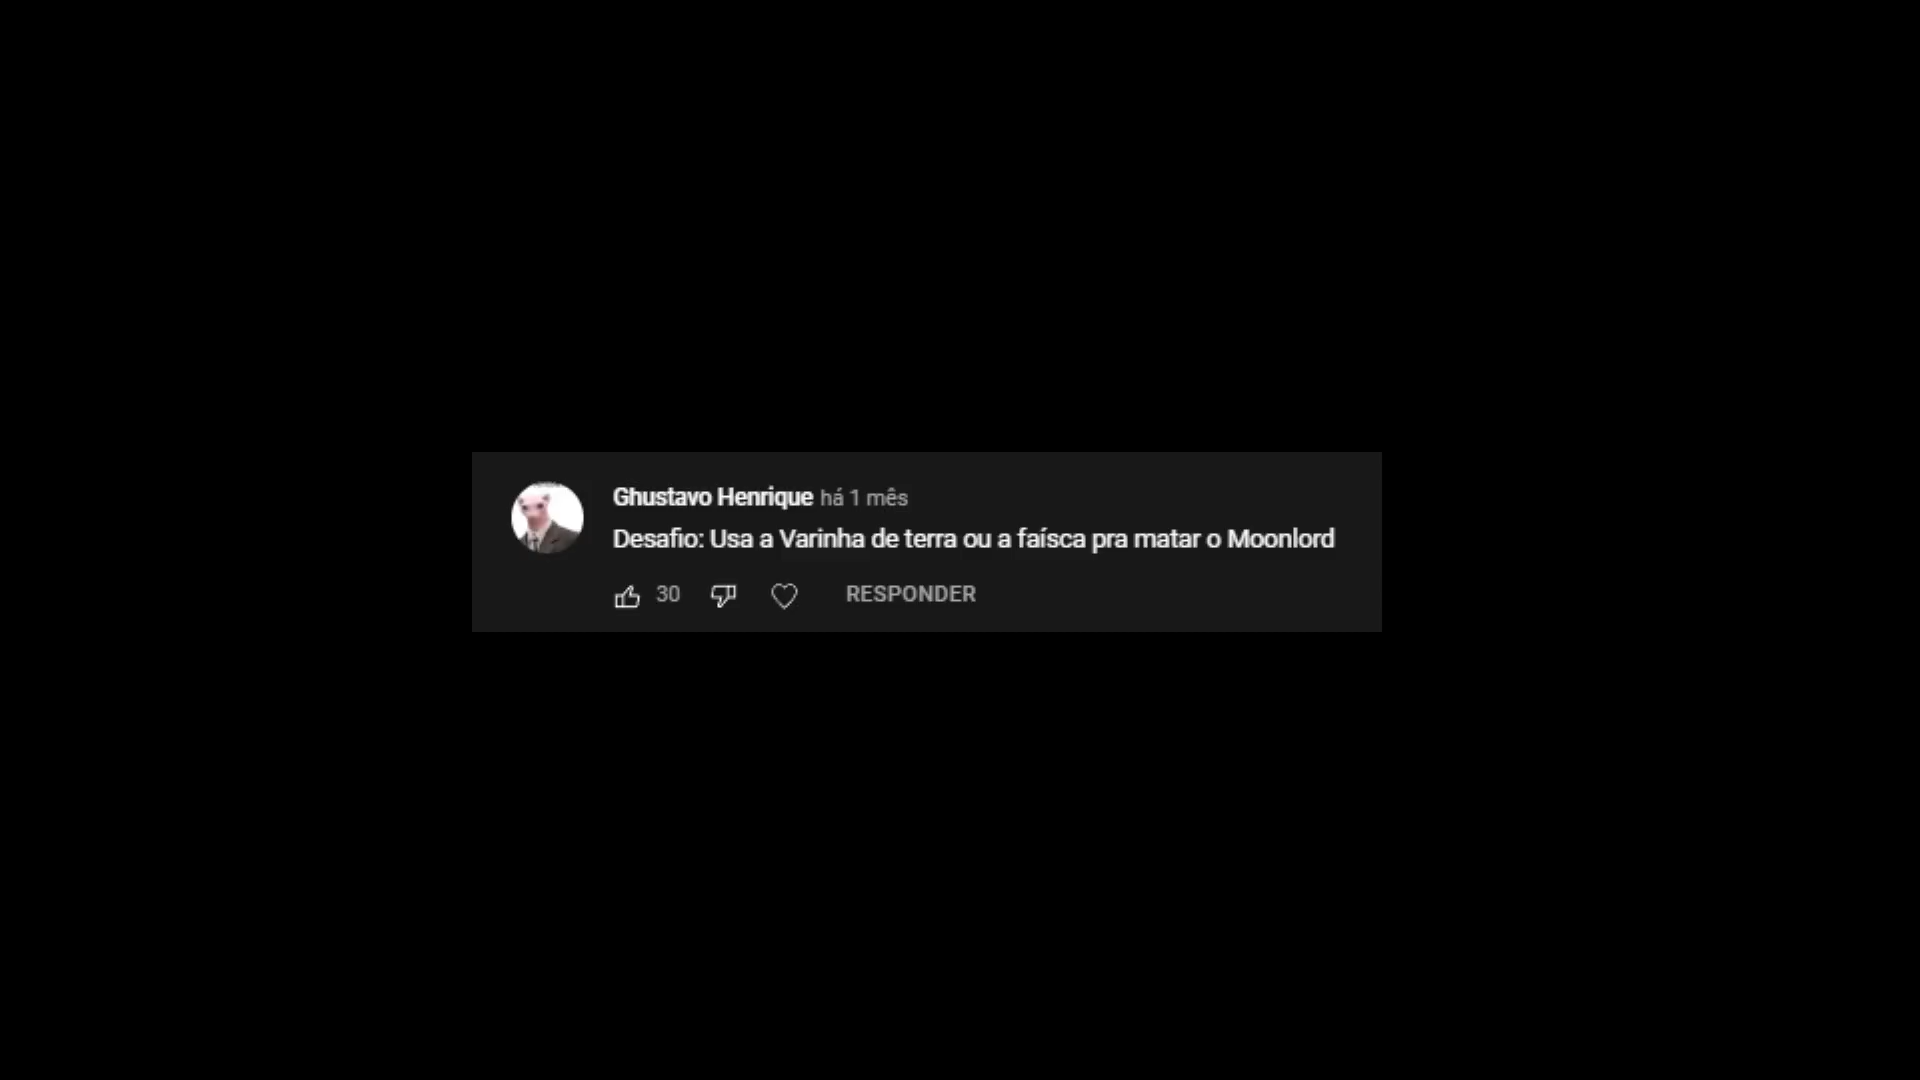 Ghustavo Henrique há 1 mês
Desafio: Usa a Varinha de terra ou a faísca pra matar o Moonlord
30 RESPONDER